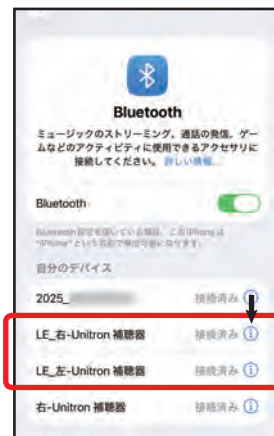 Bluetooth
ミュージックのストリーミング、通話の発信、ゲー
ムなどのアクティビティに使用できるアクセサリに
接続してください。 詳しい情報...
Bluetooth
自分のデバイス
2025_ 接続済み
LE_右-Unitron 補聴器 接続済み
LE_左-Unitron 補聴器 接続済み
右-Unitron 補聴器 接続済み